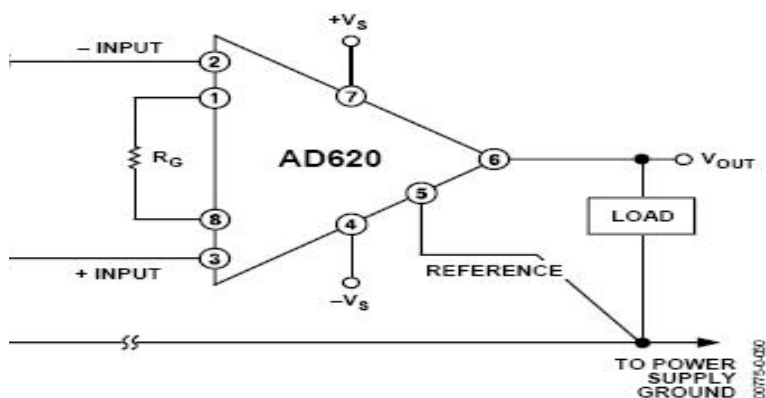 +VS
– INPUT
2
1
7
RG
AD620
6
VOUT
5
8
4
LOAD
3
REFERENCE
+ INPUT
–VS
TO POWER
SUPPLY
GROUND
00775-0-050